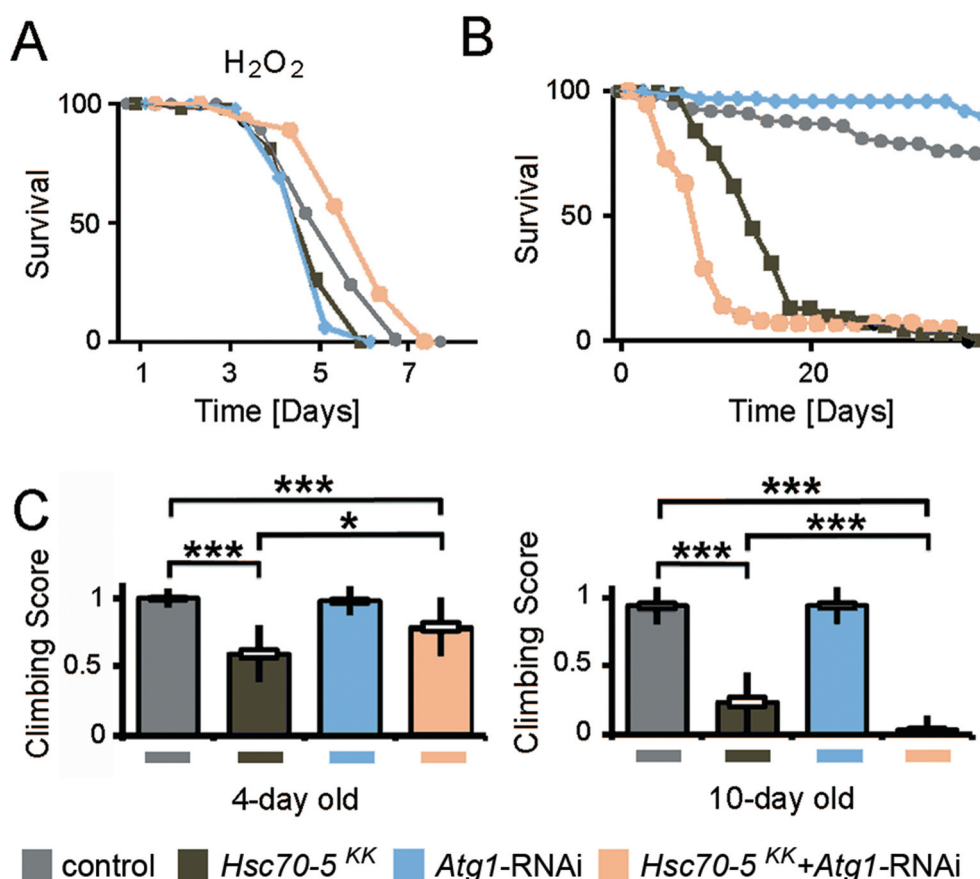 A
H2O2
Survival
100
50
0
1 3 5 7
Time [Days]
B
Survival
100
50
0
0 20
Time [Days]
C
Climbing Score
1
0.5
0
***
***
*
4-day old
Climbing Score
1
0.5
0
***
***
***
10-day old
control Hsc70-5 KK Atg1-RNAi Hsc70-5 KK+Atg1-RNAi